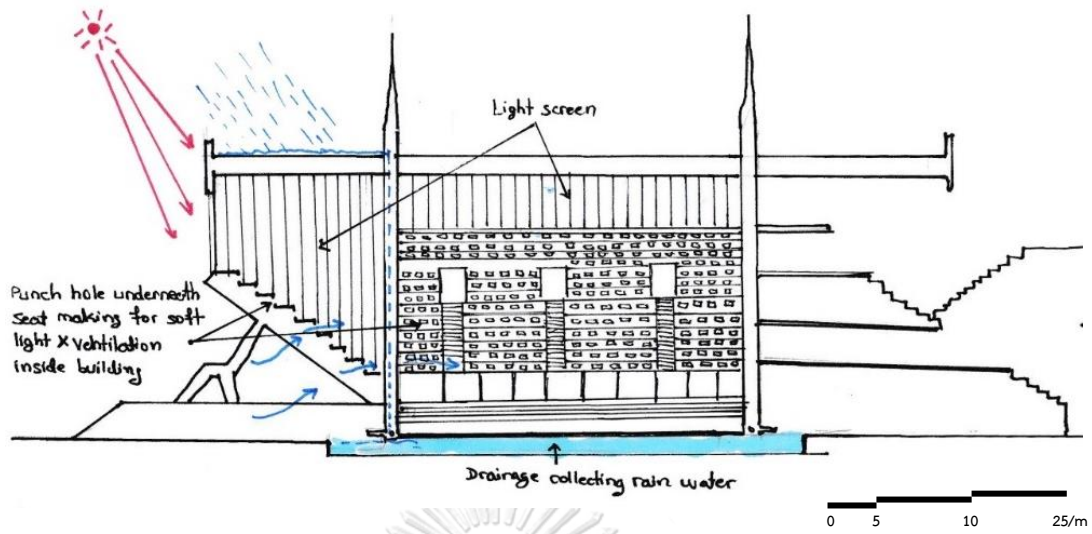 Light screen
Punch hole underneath
seat making for soft
light x ventilation
inside building
Drainage collecting rain water
0 5 10 25/m